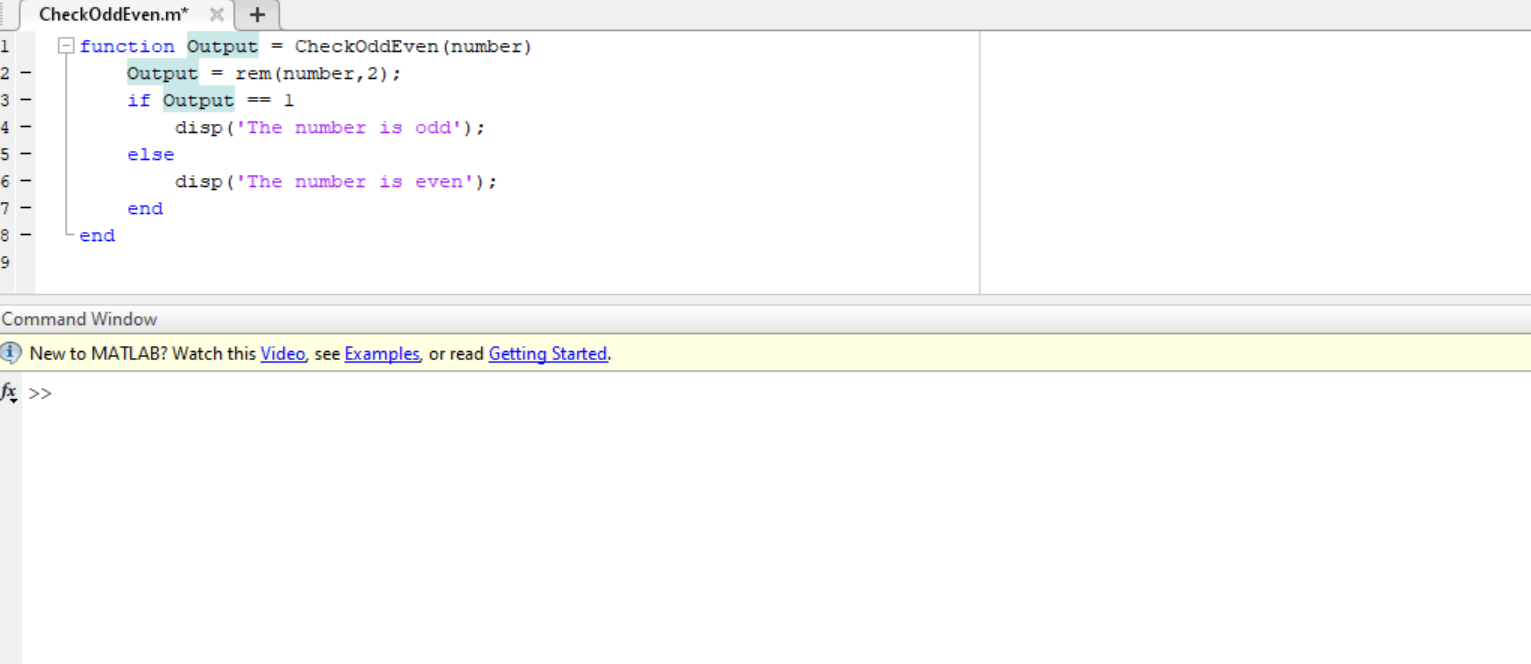 CheckOddEven.m* × +
1 function Output = CheckOddEven(number)
2 – Output = rem(number,2);
3 – if Output == 1
4 – disp('The number is odd');
5 – else
6 – disp('The number is even');
7 – end
8 – end
9
Command Window
New to MATLAB? Watch this Video, see Examples, or read Getting Started.
fx >>